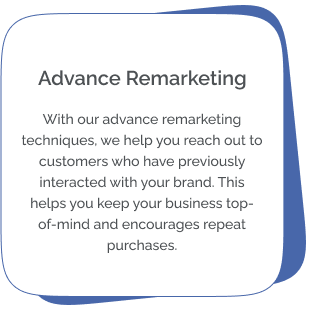 Advance Remarketing
With our advance remarketing
techniques, we help you reach out to
customers who have previously
interacted with your brand. This
helps you keep your business top-
of-mind and encourages repeat
purchases.